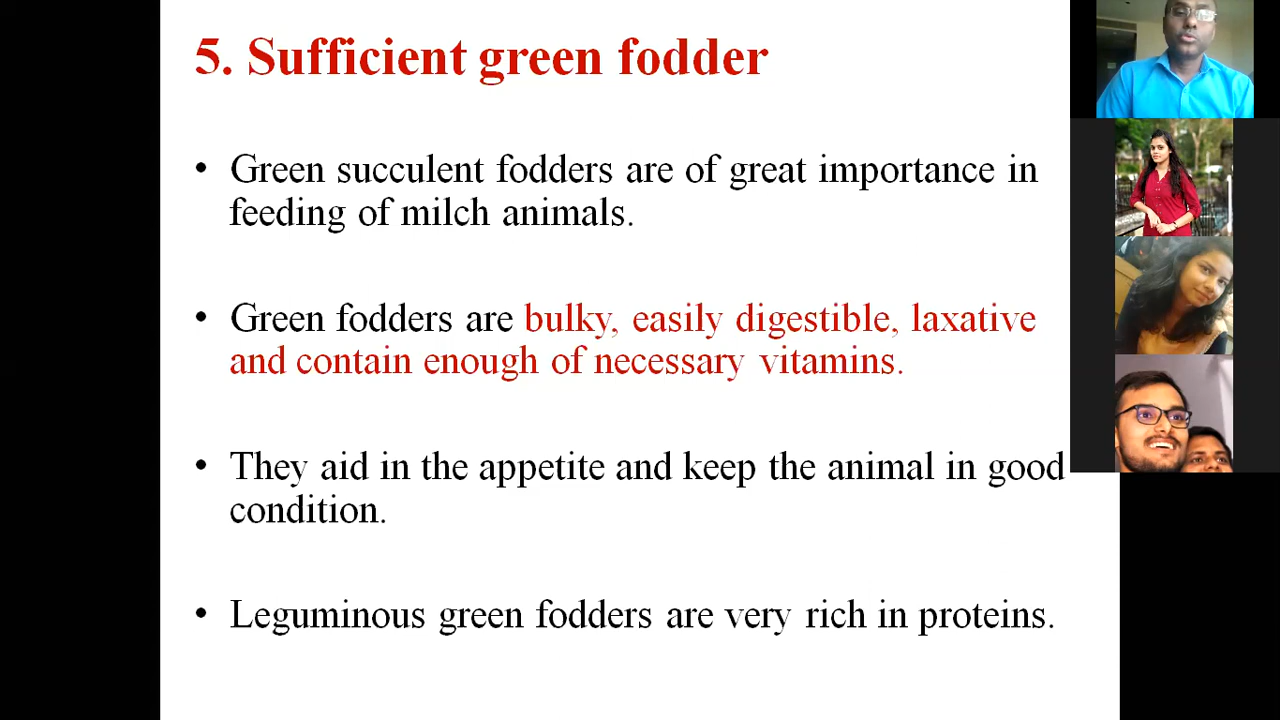 5. Sufficient green fodder
• Green succulent fodders are of great importance in
feeding of milch animals.
• Green fodders are bulky, easily digestible, laxative
and contain enough of necessary vitamins.
• They aid in the appetite and keep the animal in good
condition.
• Leguminous green fodders are very rich in proteins.